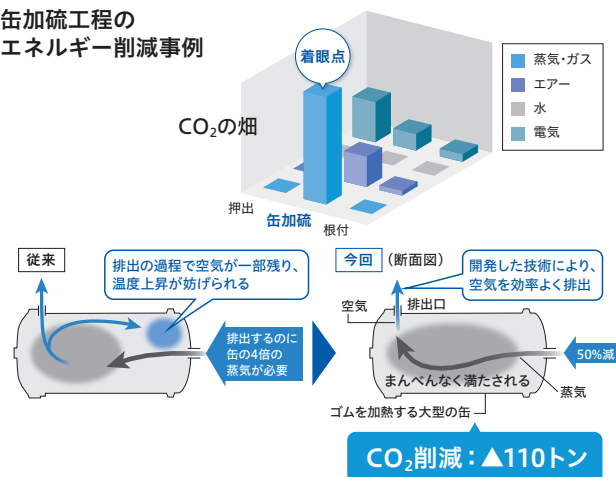 缶加硫工程の
エネルギー削減事例
着眼点
蒸気・ガス
エアー
水
電気
CO₂の畑
押出
缶加硫
根付
従来
排出の過程で空気が一部残り、
温度上昇が妨げられる
排出するのに
缶の4倍の
蒸気が必要
今回
(断面図)
開発した技術により、
空気を効率よく排出
空気
排出口
50%減
まんべんなく満たされる
蒸気
ゴムを加熱する大型の缶
CO₂削減:▲110トン